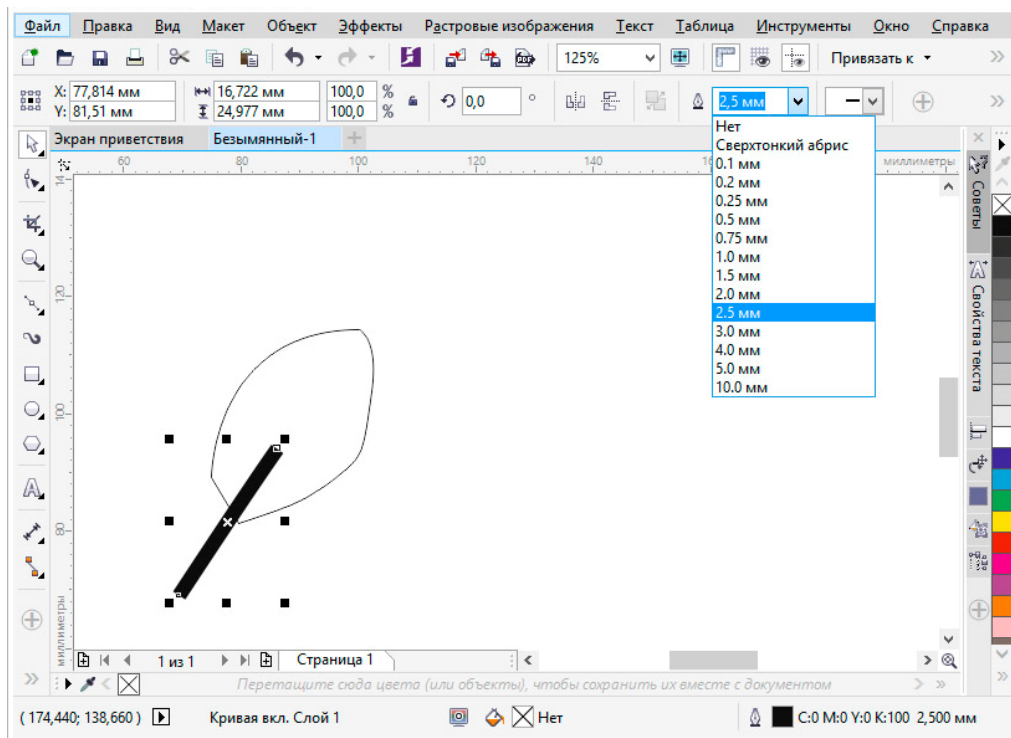 Файл Правка Вид Макет Объект Эффекты Растровые изображения Текст Таблица Инструменты Окно Справка
PDF 125% Привязать к
X: 77,814 мм 16,722 мм 100,0 % 0,0 ° 2,5 мм
Y: 81,51 мм 24,977 мм 100,0 %
Экран приветствия Безымянный-1
Нет
Сверхтонкий абрис
0.1 мм
0.2 мм
0.25 мм
0.5 мм
0.75 мм
1.0 мм
1.5 мм
2.0 мм
2.5 мм
3.0 мм
4.0 мм
5.0 мм
10.0 мм
60 80 100 120 140 миллиметры
120
100
80
миллиметры
Советы
Свойства текста
1 из 1 Страница 1
Перетащите сюда цвета (или объекты), чтобы сохранить их вместе с документом
( 174,440; 138,660 ) Кривая вкл. Слой 1 Нет C:0 M:0 Y:0 K:100 2,500 мм